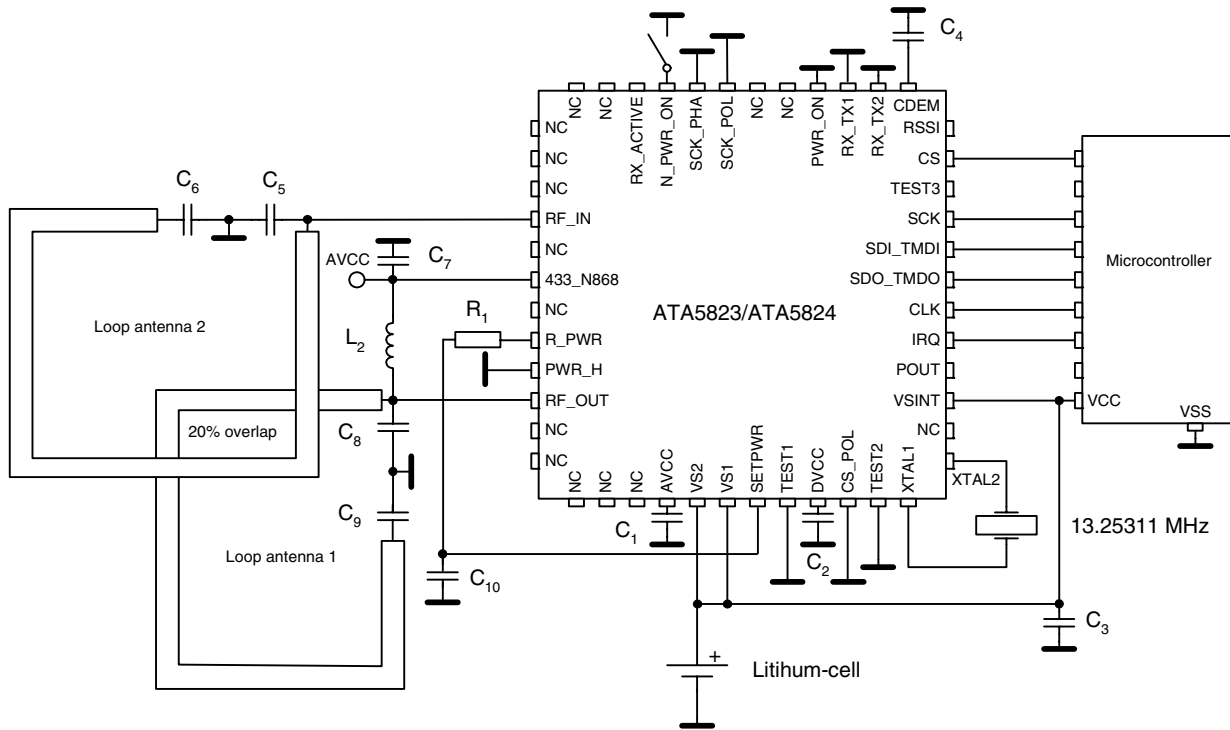 C4
NC
NC
RX_ACTIVE
N_PWR_ON
SCK_PHA
SCK_POL
NC
NC
PWR_ON
RX_TX1
RX_TX2
CDEM
NC
NC
NC
RF_IN
NC
433_N868
NC
R_PWR
PWR_H
RF_OUT
NC
NC
RSSI
CS
TEST3
SCK
SDI_TMDI
SDO_TMDO
CLK
IRQ
POUT
VSINT
NC
XTAL2
ATA5823/ATA5824
NC
NC
NC
AVCC
VS2
VS1
SETPWR
TEST1
DVCC
CS_POL
TEST2
XTAL1
Microcontroller
VCC
VSS
C6
C5
AVCC
C7
Loop antenna 2
L2
R1
20% overlap
C8
C9
Loop antenna 1
C10
C1
C2
13.25311 MHz
C3
+
Litihum-cell